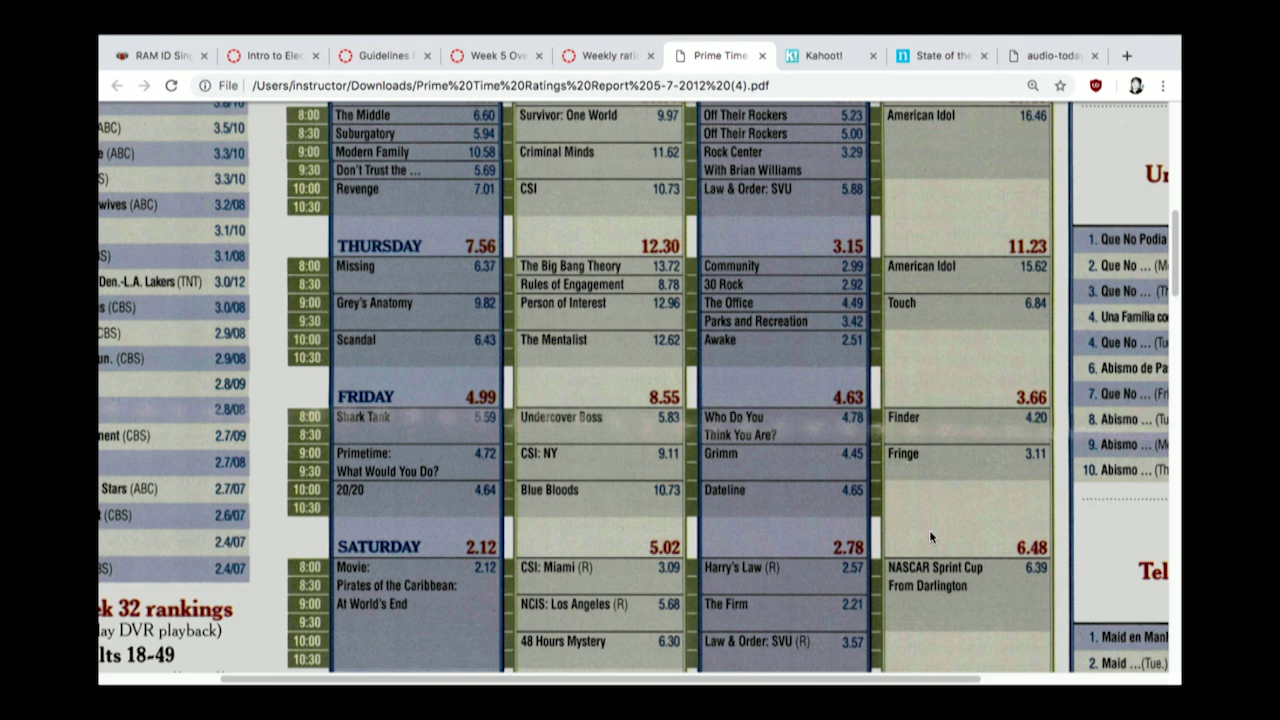 RAM ID Sin
Intro to Elec
Guidelines
Week 5 Ove
Weekly rati
Prime Time
Kahoot!
State of the
audio-today
File
/Users/instructor/Downloads/Prime%20Time%20Ratings%20Report%205-7-2012%20(4).pdf
3.6/10
ABC) 3.5/10
e (ABC) 3.3/10
S) 3.3/10
wives (ABC) 3.2/08
3.1/10
BS) 3.1/08
Den.-L.A. Lakers (TNT) 3.0/12
s (CBS) 3.0/08
CBS) 2.9/08
un. (CBS) 2.9/08
2.8/09
2.8/08
ment (CBS) 2.7/09
2.7/08
Stars (ABC) 2.7/07
t (CBS) 2.6/07
2.4/07
BS) 2.4/07
ek 32 rankings
lay DVR playback)
lts 18-49
8:00 The Middle 6.60 Survivor: One World 9.97 Off Their Rockers 5.23 American Idol 16.46
8:30 Suburgatory 5.94 Off Their Rockers 5.00
9:00 Modern Family 10.58 Criminal Minds 11.62 Rock Center 3.29
9:30 Don't Trust the ... 5.69 With Brian Williams
10:00 Revenge 7.01 CSI 10.73 Law & Order: SVU 5.88
10:30
THURSDAY 7.56 12.30 3.15 11.23
8:00 Missing 6.37 The Big Bang Theory 13.72 Community 2.99 American Idol 15.62
8:30 Rules of Engagement 8.78 30 Rock 2.92
9:00 Grey's Anatomy 9.82 Person of Interest 12.96 The Office 4.49 Touch 6.84
9:30 Parks and Recreation 3.42
10:00 Scandal 6.43 The Mentalist 12.62 Awake 2.51
10:30
FRIDAY 4.99 8.55 4.63 3.66
8:00 Shark Tank 5.59 Undercover Boss 5.83 Who Do You 4.78 Finder 4.20
8:30 Think You Are?
9:00 Primetime: 4.72 CSI: NY 9.11 Grimm 4.45 Fringe 3.11
9:30 What Would You Do?
10:00 20/20 4.64 Blue Bloods 10.73 Dateline 4.65
10:30
SATURDAY 2.12 5.02 2.78 6.48
8:00 Movie: 2.12 CSI: Miami (R) 3.09 Harry's Law (R) 2.57 NASCAR Sprint Cup 6.39
8:30 Pirates of the Caribbean: From Darlington
9:00 At World's End NCIS: Los Angeles (R) 5.68 The Firm 2.21
9:30
10:00 48 Hours Mystery 6.30 Law & Order: SVU (R) 3.57
10:30
Un
1. Que No Podia
2. Que No ... (M
3. Que No ... (Th
4. Una Familia co
4. Que No ... (Tu
6. Abismo de Pa
7. Que No ... (Fri
8. Abismo ... (Tu
9. Abismo ... (M
10. Abismo ... (Th
Tel
1. Maid en Manh
2. Maid ...(Tue.)